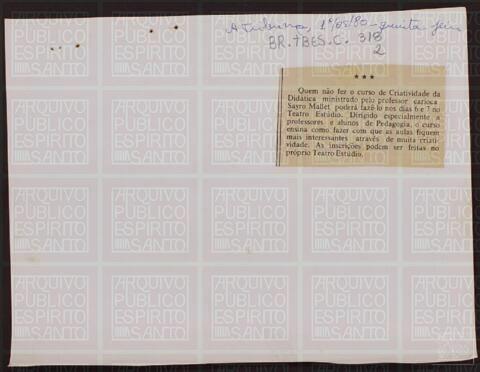 A Tribuna, 1º/05/80 - quinta-feira
BR.TBES.C. 318
2
***
Quem não fez o curso de Criatividade da
Didática ministrado pelo professor carioca
Sayro Mallet poderá fazê-lo nos dias 6 e 7 no
Teatro Estúdio. Dirigido especialmente a
professores e alunos de Pedagogia, o curso
ensina como fazer com que as aulas fiquem
mais interessantes através de muita criati-
vidade. As inscrições podem ser feitas no
próprio Teatro Estúdio.
ARQUIVO
PÚBLICO
ESPÍRITO
SANTO